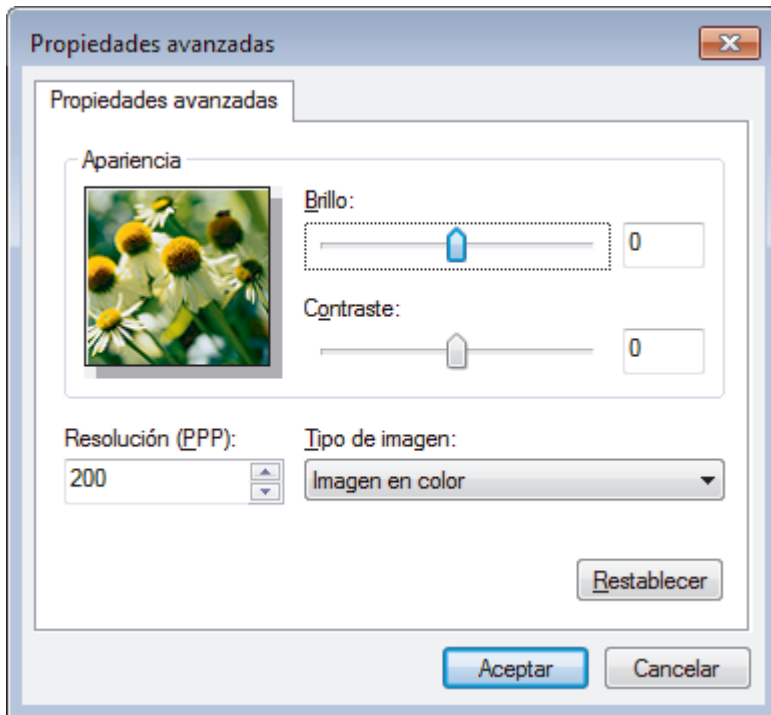 Propiedades avanzadas
Propiedades avanzadas
Apariencia
Brillo:
0
Contraste:
0
Resolución (PPP):
200
Tipo de imagen:
Imagen en color
Restablecer
Aceptar
Cancelar